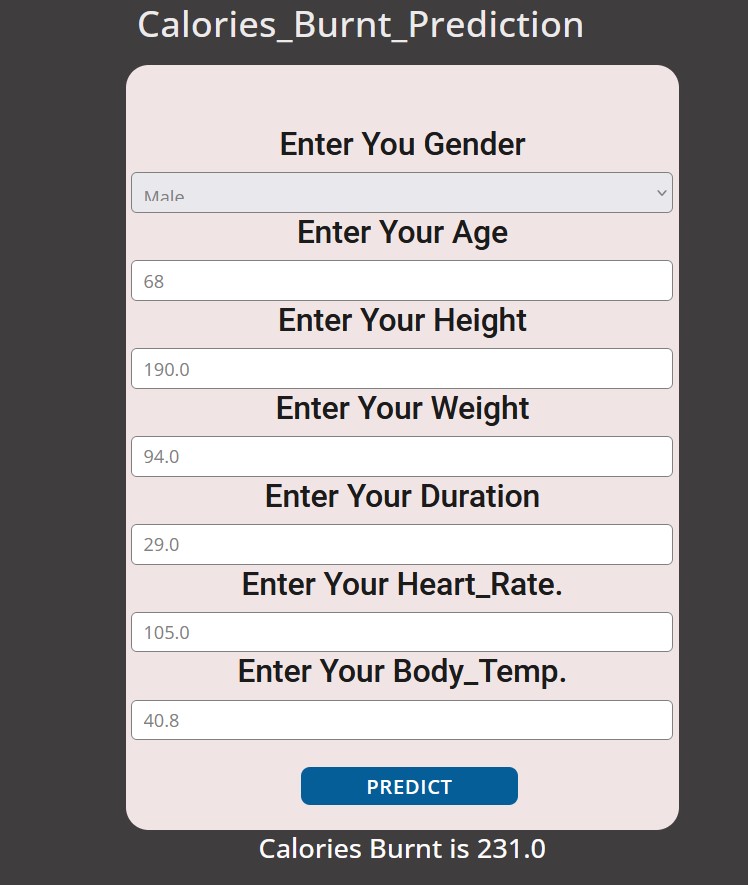 Calories_Burnt_Prediction
Enter You Gender
Male
Enter Your Age
68
Enter Your Height
190.0
Enter Your Weight
94.0
Enter Your Duration
29.0
Enter Your Heart_Rate.
105.0
Enter Your Body_Temp.
40.8
PREDICT
Calories Burnt is 231.0